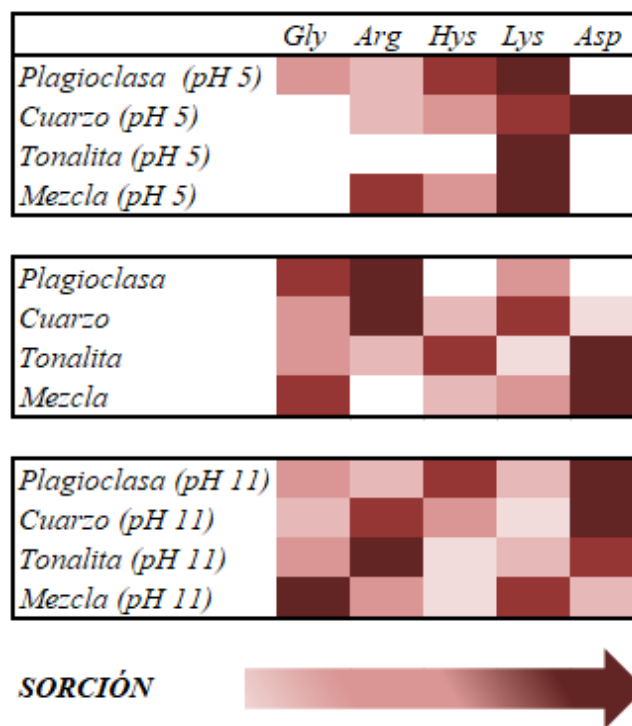 Gly Arg Hys Lys Asp
Plagioclasa (pH 5)
Cuarzo (pH 5)
Tonalita (pH 5)
Mezcla (pH 5)
Plagioclasa
Cuarzo
Tonalita
Mezcla
Plagioclasa (pH 11)
Cuarzo (pH 11)
Tonalita (pH 11)
Mezcla (pH 11)
SORCIÓN